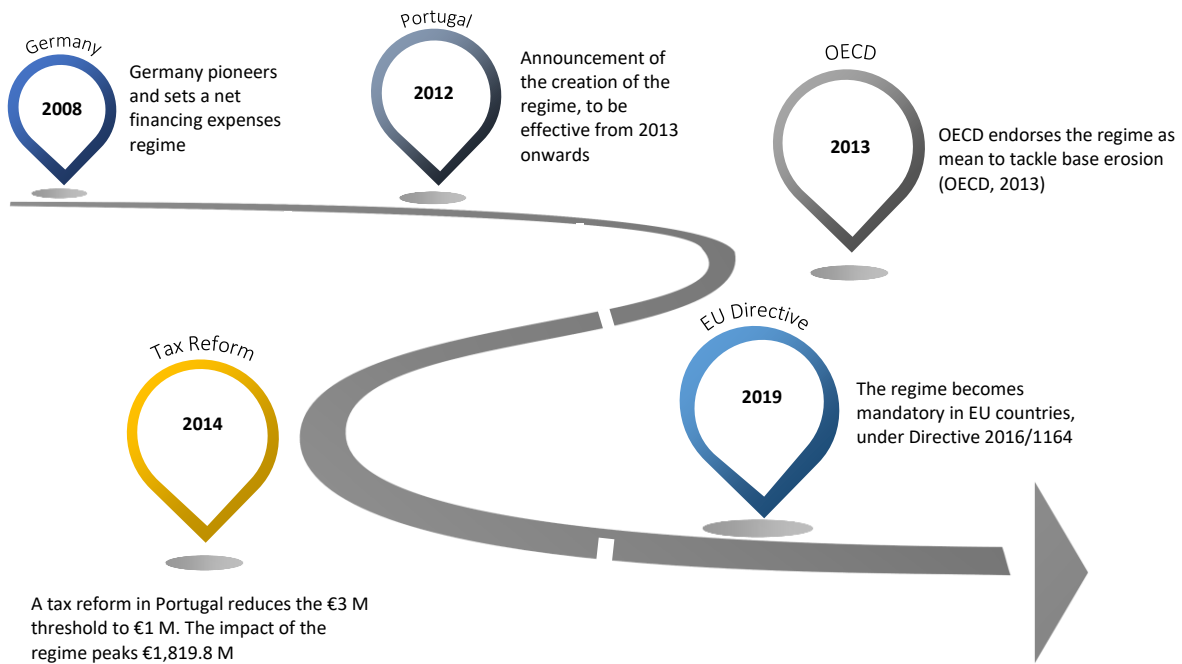 Germany
2008
Germany pioneers
and sets a net
financing expenses
regime
Portugal
2012
Announcement of
the creation of the
regime, to be
effective from 2013
onwards
OECD
2013
OECD endorses the regime as
mean to tackle base erosion
(OECD, 2013)
Tax Reform
2014
A tax reform in Portugal reduces the €3 M
threshold to €1 M. The impact of the
regime peaks €1,819.8 M
EU Directive
2019
The regime becomes
mandatory in EU countries,
under Directive 2016/1164